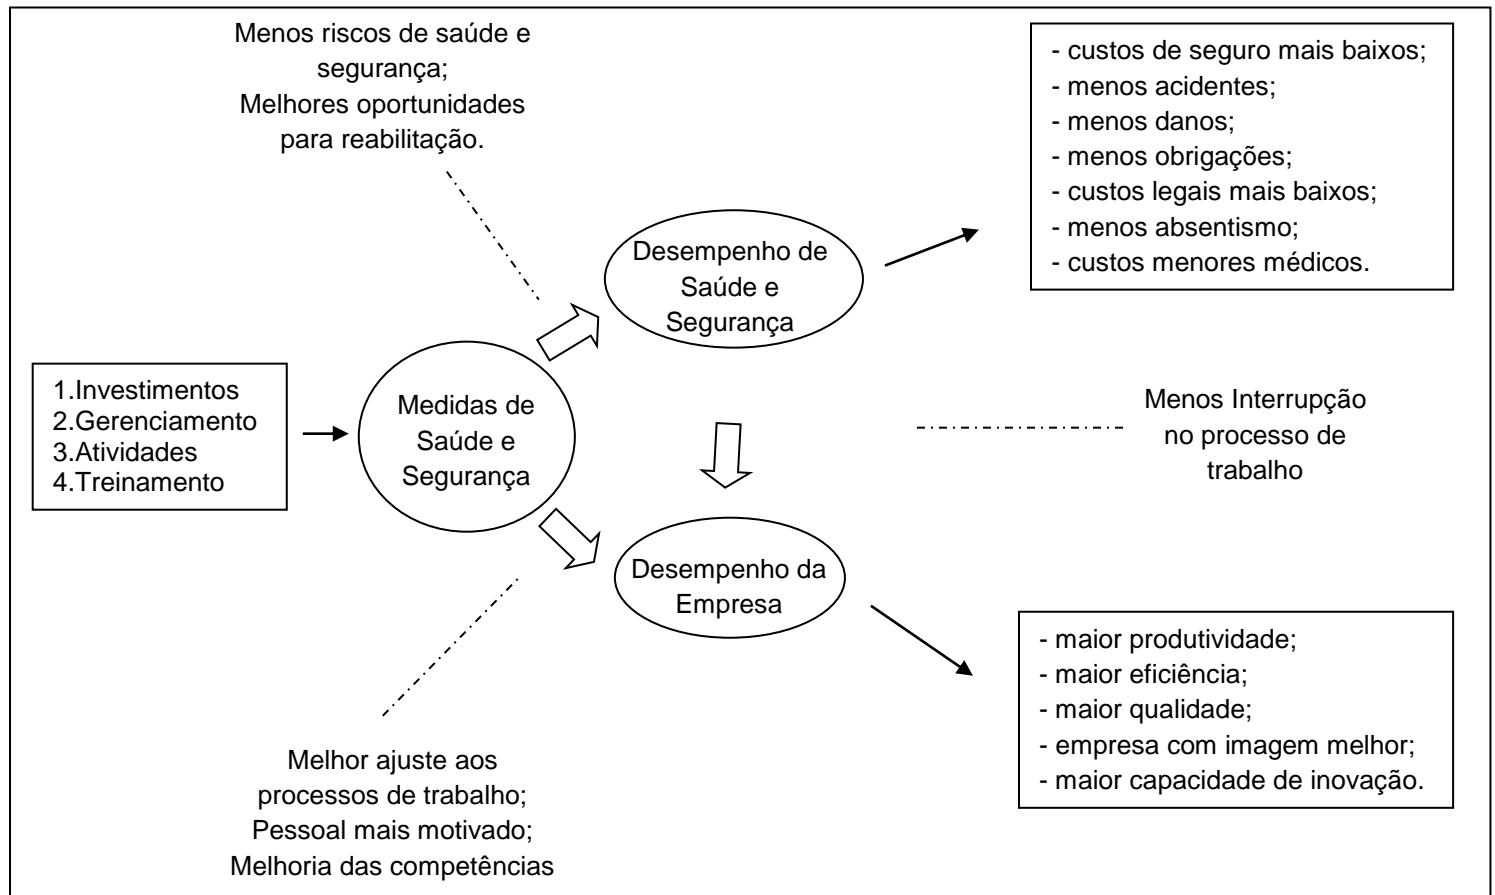 Menos riscos de saúde e
segurança;
Melhores oportunidades
para reabilitação.
- custos de seguro mais baixos;
- menos acidentes;
- menos danos;
- menos obrigações;
- custos legais mais baixos;
- menos absentismo;
- custos menores médicos.
Desempenho de
Saúde e
Segurança
1.Investimentos
2.Gerenciamento
3.Atividades
4.Treinamento
Medidas de
Saúde e
Segurança
Menos Interrupção
no processo de
trabalho
Desempenho da
Empresa
- maior produtividade;
- maior eficiência;
- maior qualidade;
- empresa com imagem melhor;
- maior capacidade de inovação.
Melhor ajuste aos
processos de trabalho;
Pessoal mais motivado;
Melhoria das competências